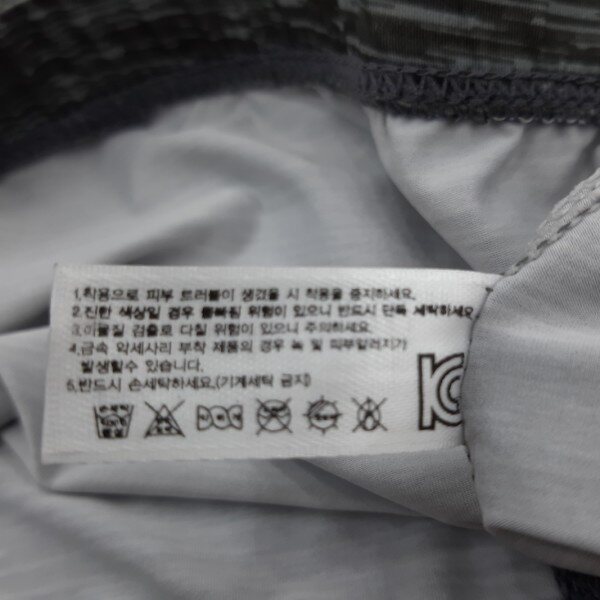 1.착용으로 피부 트러블이 생겼을 시 착용을 중지하세요.
2.진한 색상일 경우 물빠짐 위험이 있으니 반드시 단독 세탁하세요
3.이물질 검출로 다칠 위험이 있으니 주의하세요.
4.금속 악세사리 부착 제품의 경우 녹 및 피부알러지가
발생할수 있습니다.
5.반드시 손세탁하세요.(기계세탁 금지)